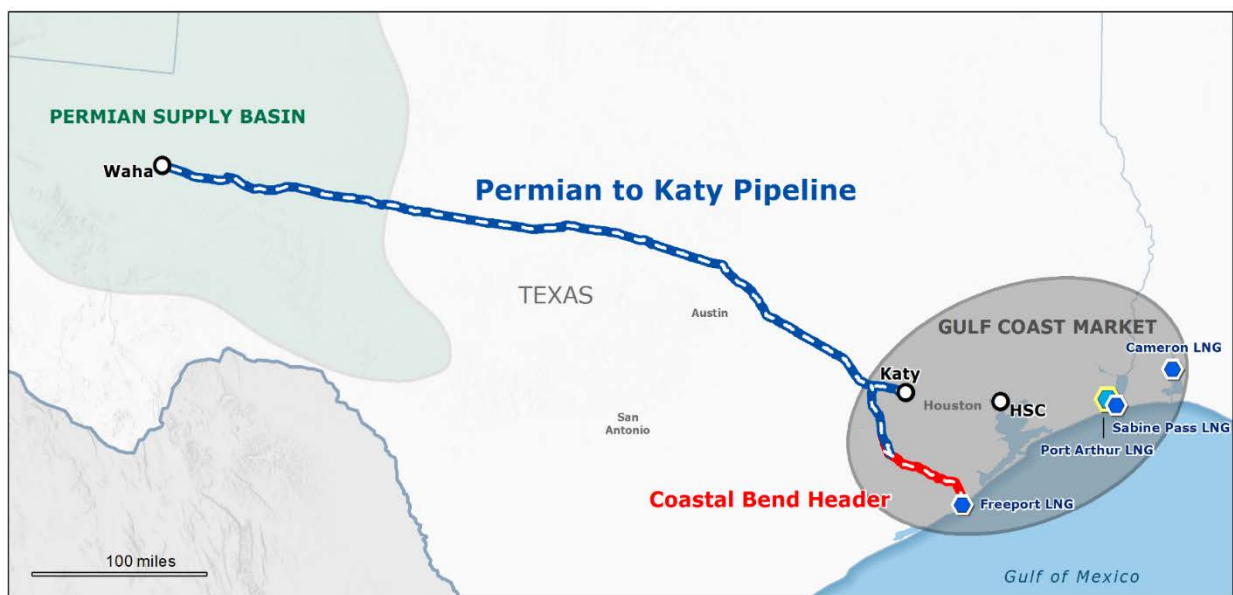 PERMIAN SUPPLY BASIN
Waha
Permian to Katy Pipeline
TEXAS
Austin
GULF COAST MARKET
Cameron LNG
Katy
Houston
HSC
San
Antonio
Sabine Pass LNG
Port Arthur LNG
Coastal Bend Header
Freeport LNG
100 miles
Gulf of Mexico